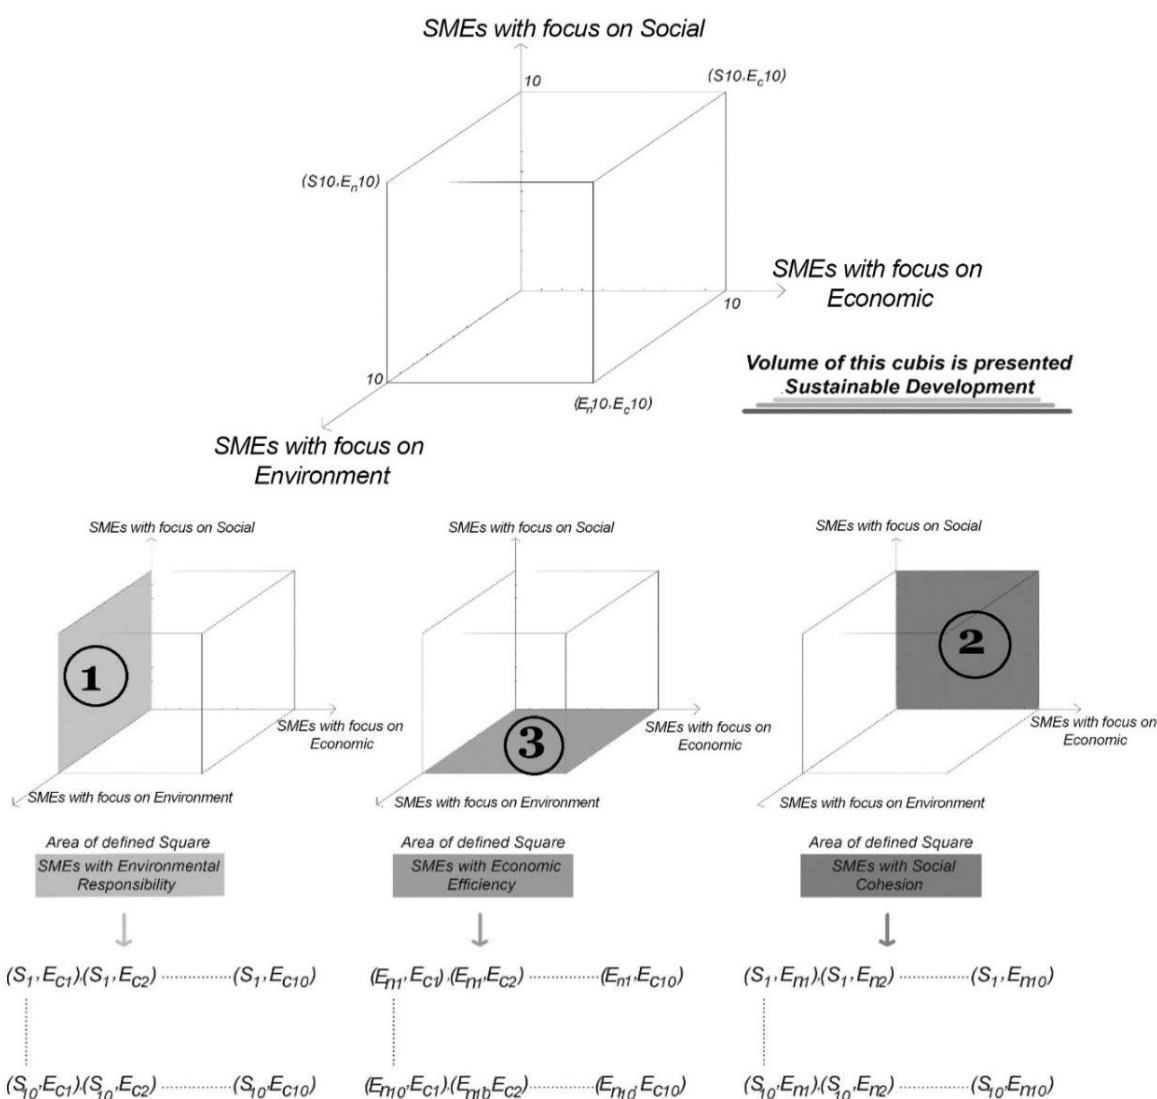 SMEs with focus on Social
10
(S10,Ec10)
(S10,En10)
SMEs with focus on
Economic
10
10
(En10,Ec10)
Volume of this cubis is presented
Sustainable Development
SMEs with focus on
Environment
SMEs with focus on Social
1
SMEs with focus on
Economic
SMEs with focus on Environment
Area of defined Square
SMEs with Environmental
Responsibility
(S1,Ec1),(S1,Ec2) ............ (S1,Ec10)
(S10,Ec1),(S10,Ec2) ............ (S10,Ec10)
SMEs with focus on Social
3
SMEs with focus on
Economic
SMEs with focus on Environment
Area of defined Square
SMEs with Economic
Efficiency
(En1,Ec1),(En1,Ec2) ............ (En1,Ec10)
(En10,Ec1),(En10,Ec2) ............ (En10,Ec10)
SMEs with focus on Social
2
SMEs with focus on
Economic
SMEs with focus on Environment
Area of defined Square
SMEs with Social
Cohesion
(S1,En1),(S1,En2) ............ (S1,En10)
(S10,En1),(S10,En2) ............ (S10,En10)